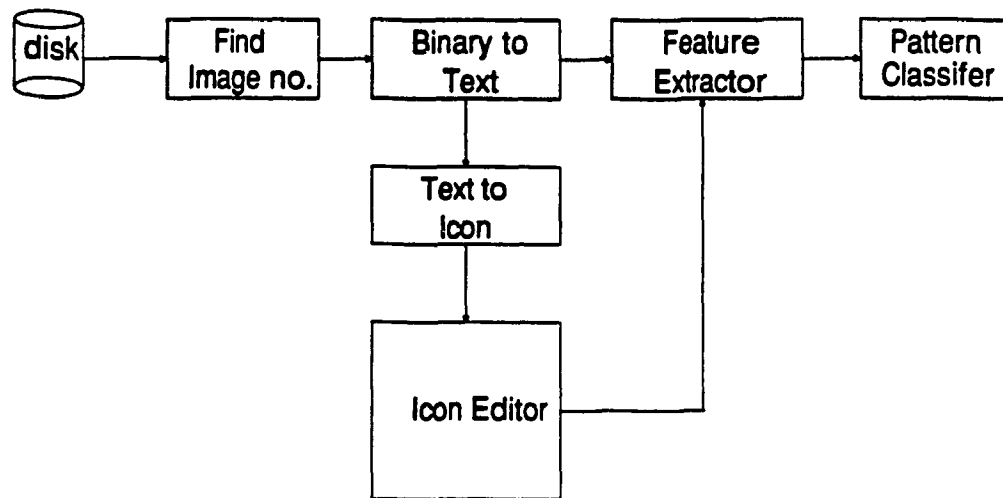 disk
Find
Image no.
Binary to
Text
Feature
Extractor
Pattern
Classifer
Text to
Icon
Icon Editor